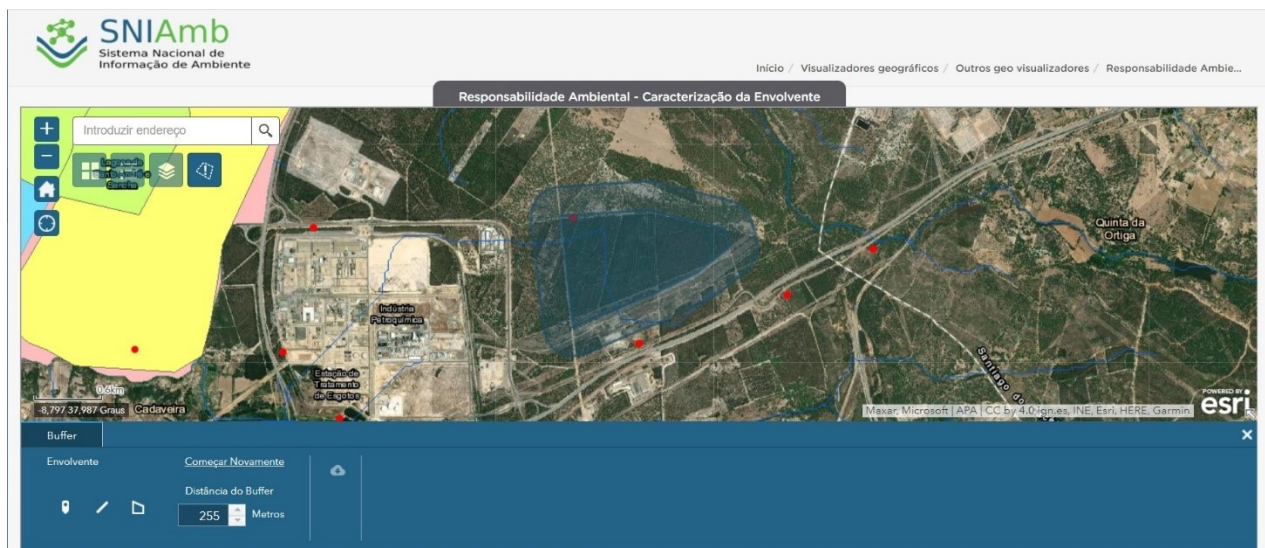 SNIAmb
Sistema Nacional de
Informação de Ambiente
Início / Visualizadores geográficos / Outros geo visualizadores / Responsabilidade Ambie...
Responsabilidade Ambiental - Caracterização da Envolvente
+
Introduzir endereço
−
Quinta da
Ortiga
Indústria
Petroquímica
Estação de
Tratamento
de Esgotos
Santiago do
0.6km
-8,797 37,987 Graus
Cadaveira
Maxar, Microsoft | APA | CC by 4.0 ign.es, INE, Esri, HERE, Garmin
POWERED BY
esri
Buffer
×
Envolvente
Começar Novamente
Distância do Buffer
255 Metros